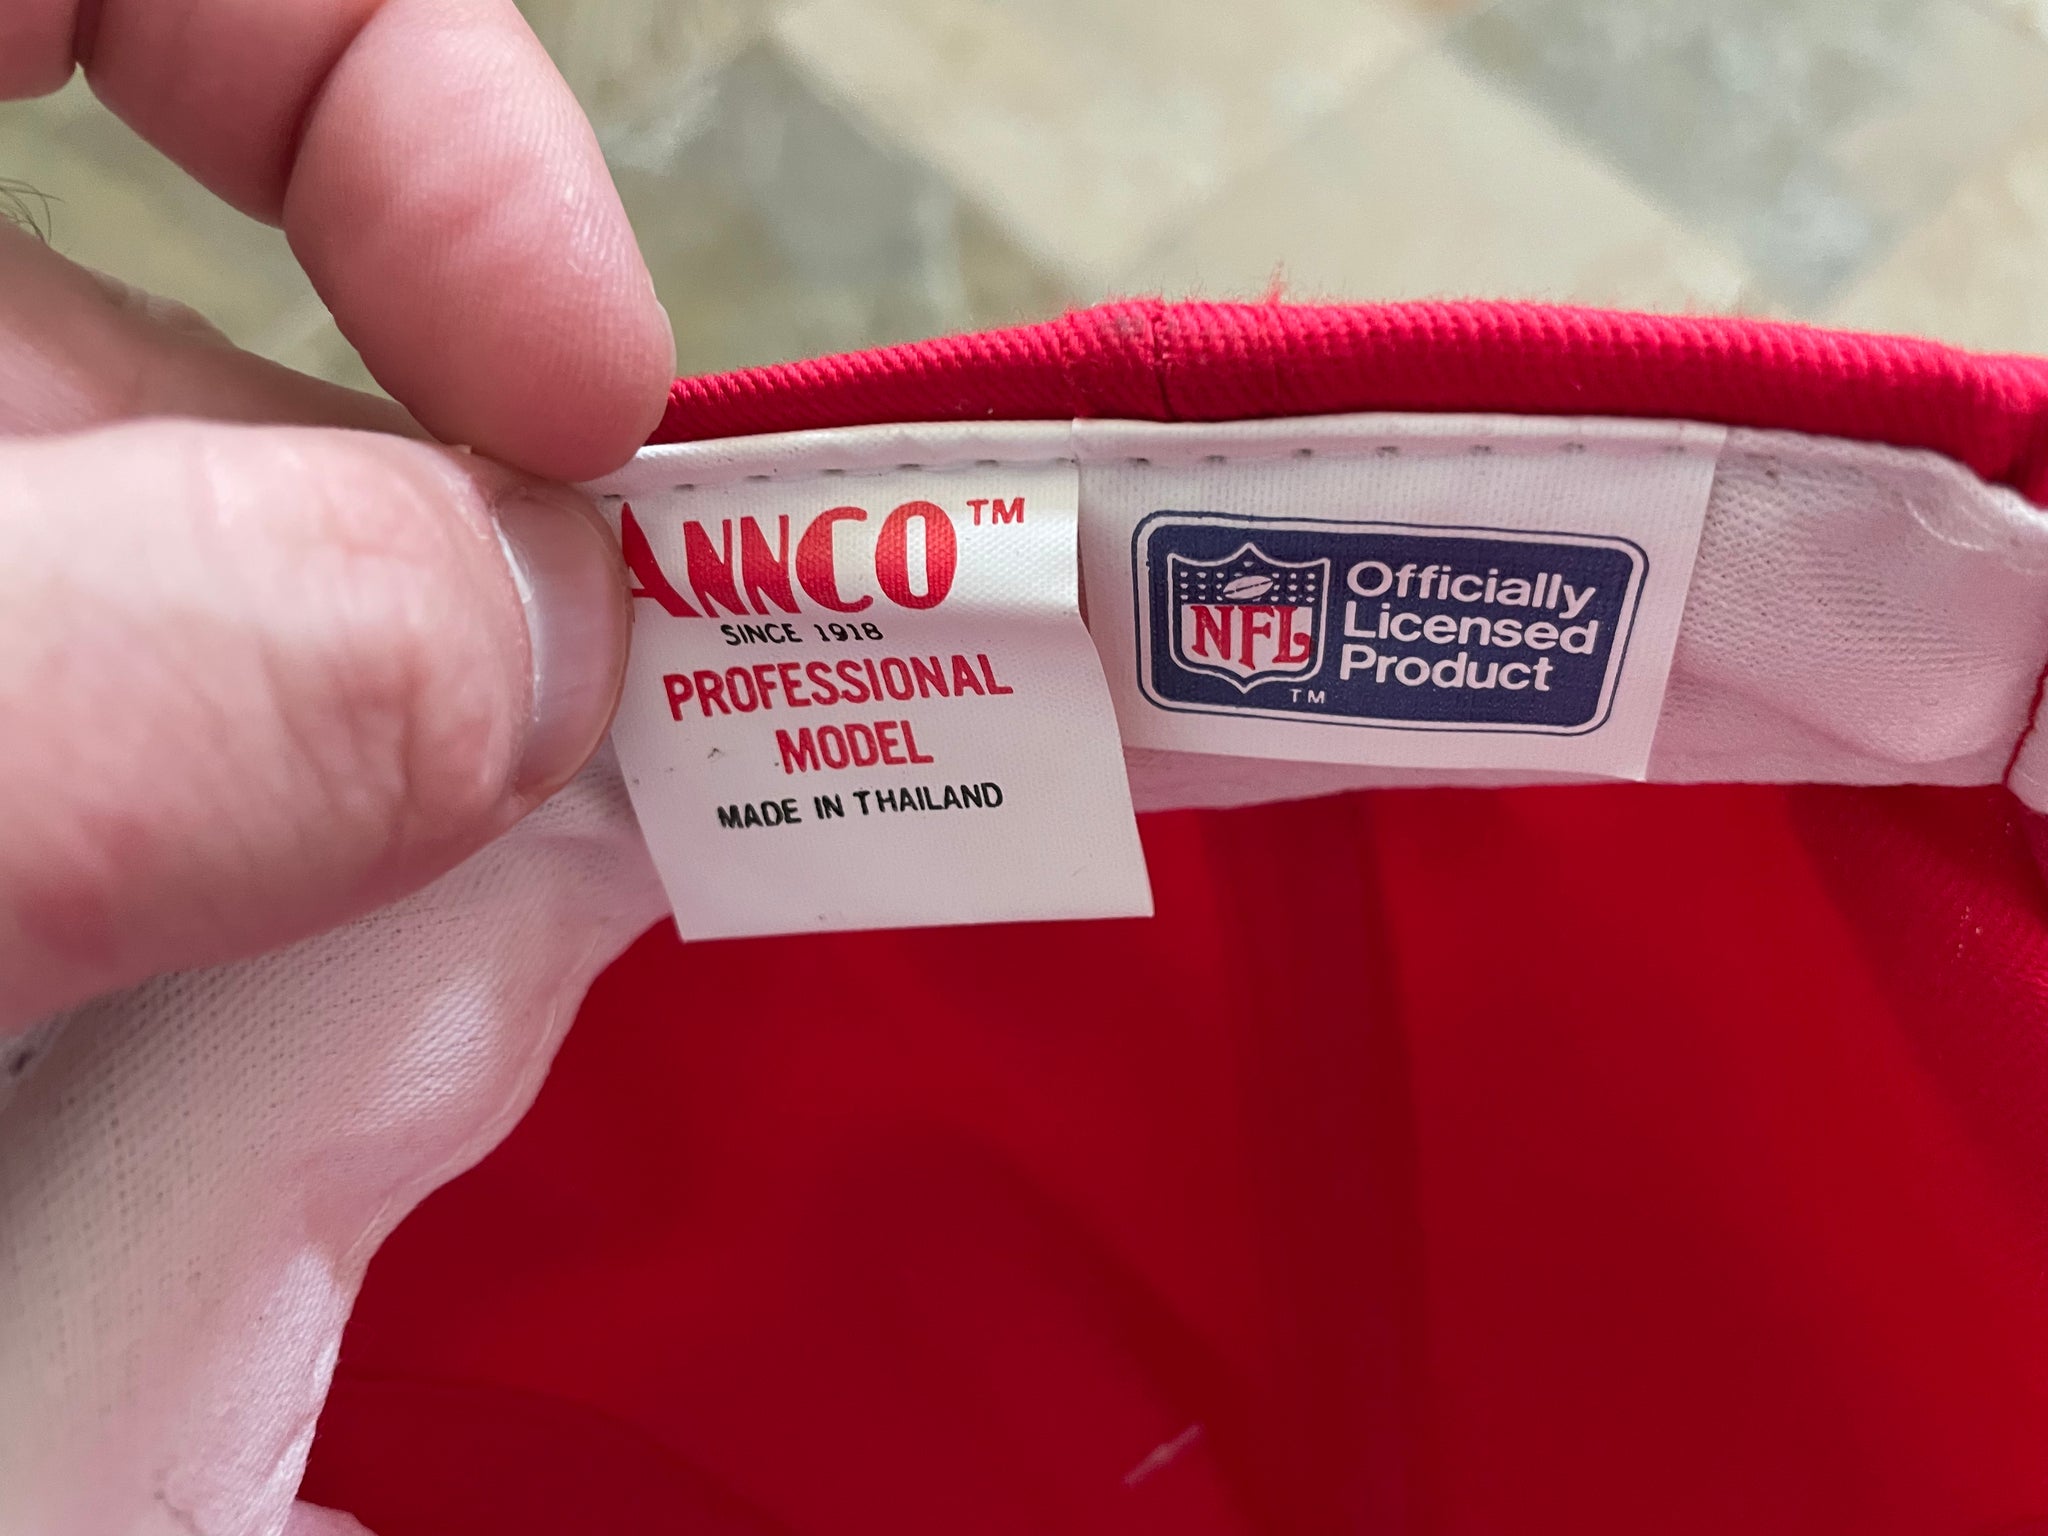 ANNCO™
SINCE 1918
PROFESSIONAL
MODEL
MADE IN THAILAND
NFL
™
Officially
Licensed
Product